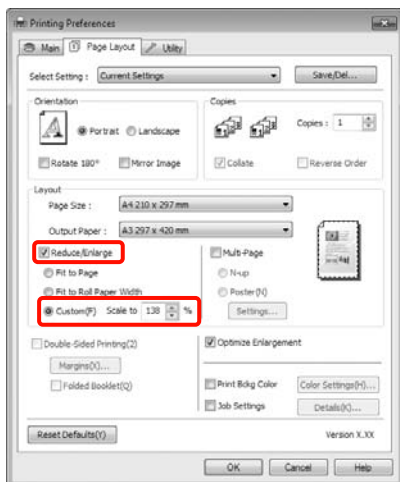 Printing Preferences
Main Page Layout Utility
Select Setting : Current Settings Save/Del...
Orientation Copies
Portrait Landscape Copies : 1
Rotate 180° Mirror Image Collate Reverse Order
Layout
Page Size : A4 210 x 297 mm
Output Paper : A3 297 x 420 mm
Reduce/Enlarge Multi-Page
Fit to Page N-up
Fit to Roll Paper Width Poster(N)
Custom(F) Scale to 138 % Settings...
Double-Sided Printing(2) Optimize Enlargement
Margins(X)...
Folded Booklet(Q) Print Bckg Color Color Settings(H)...
Job Settings Details(K)...
Reset Defaults(Y) Version X.XX
OK Cancel Help